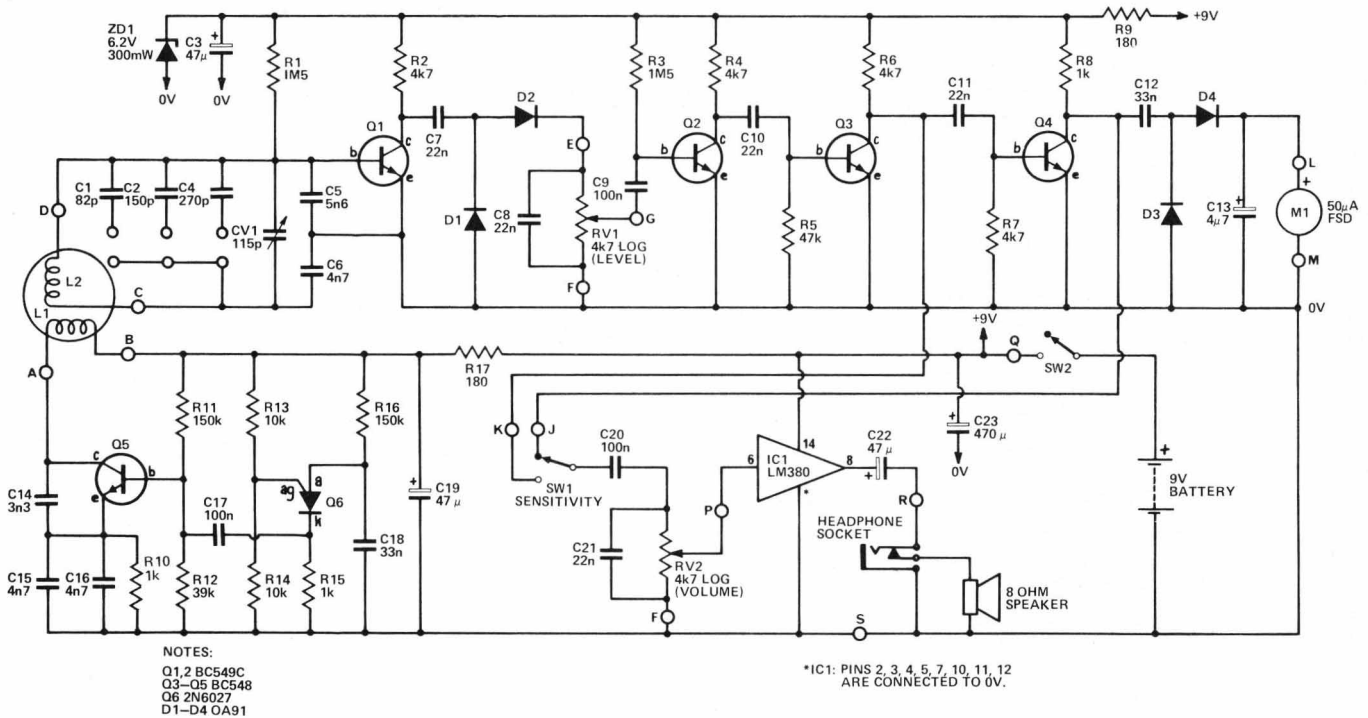 ZD1
6.2V
300mW
C3
47μ
0V
0V
R1
IM5
R2
4k7
R3
1M5
R4
4k7
R6
4k7
R8
1k
R9
180
+9V
Q1
b
c
e
C7
22n
D2
E
Q2
b
c
e
C10
22n
Q3
b
c
e
C11
22n
Q4
b
c
e
C12
33n
D4
L
D
C1
82p
C2
150p
C4
270p
C5
5n6
CV1
115p
C6
4n7
D1
C8
22n
C9
100n
G
RV1
4k7 LOG
(LEVEL)
F
R5
47k
R7
4k7
D3
C13
4μ7
+
M1
50μA
FSD
M
0V
L2
L1
C
B
A
R17
180
+9V
Q
SW2
R11
150k
R13
10k
R16
150k
K
J
C20
100n
SW1
SENSITIVITY
14
IC1
LM380
6
8
*
C22
47μ
C23
470μ
0V
R
9V
BATTERY
Q5
c
b
e
C14
3n3
C17
100n
ag
a
k
Q6
C19
47μ
C18
33n
P
HEADPHONE
SOCKET
C15
4n7
C16
4n7
R10
1k
R12
39k
R14
10k
R15
1k
C21
22n
RV2
4k7 LOG
(VOLUME)
F
S
8 OHM
SPEAKER
NOTES:
Q1,2 BC549C
Q3–Q5 BC548
Q6 2N6027
D1–D4 OA91
*IC1: PINS 2, 3, 4, 5, 7, 10, 11, 12
ARE CONNECTED TO 0V.